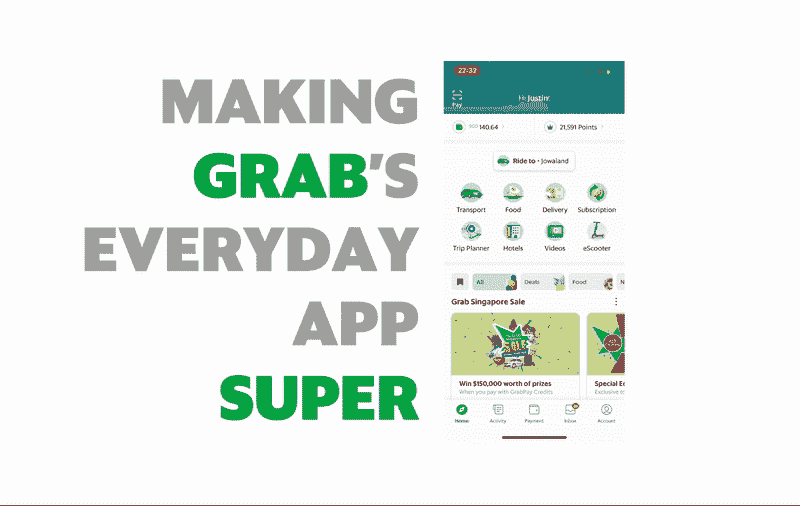 MAKING
GRAB'S
EVERYDAY
APP
SUPER
22:32
Pay
Hi Justin!
SGD 140.64
21,591 Points
Ride to • Jowaland
Transport Food Delivery Subscription
Trip Planner Hotels Videos eScooter
All Deals Food N
Grab Singapore Sale
Win $150,000 worth of prizes
When you pay with GrabPay Credits
Special E
Exclusive to
Home Activity Payment Inbox Account